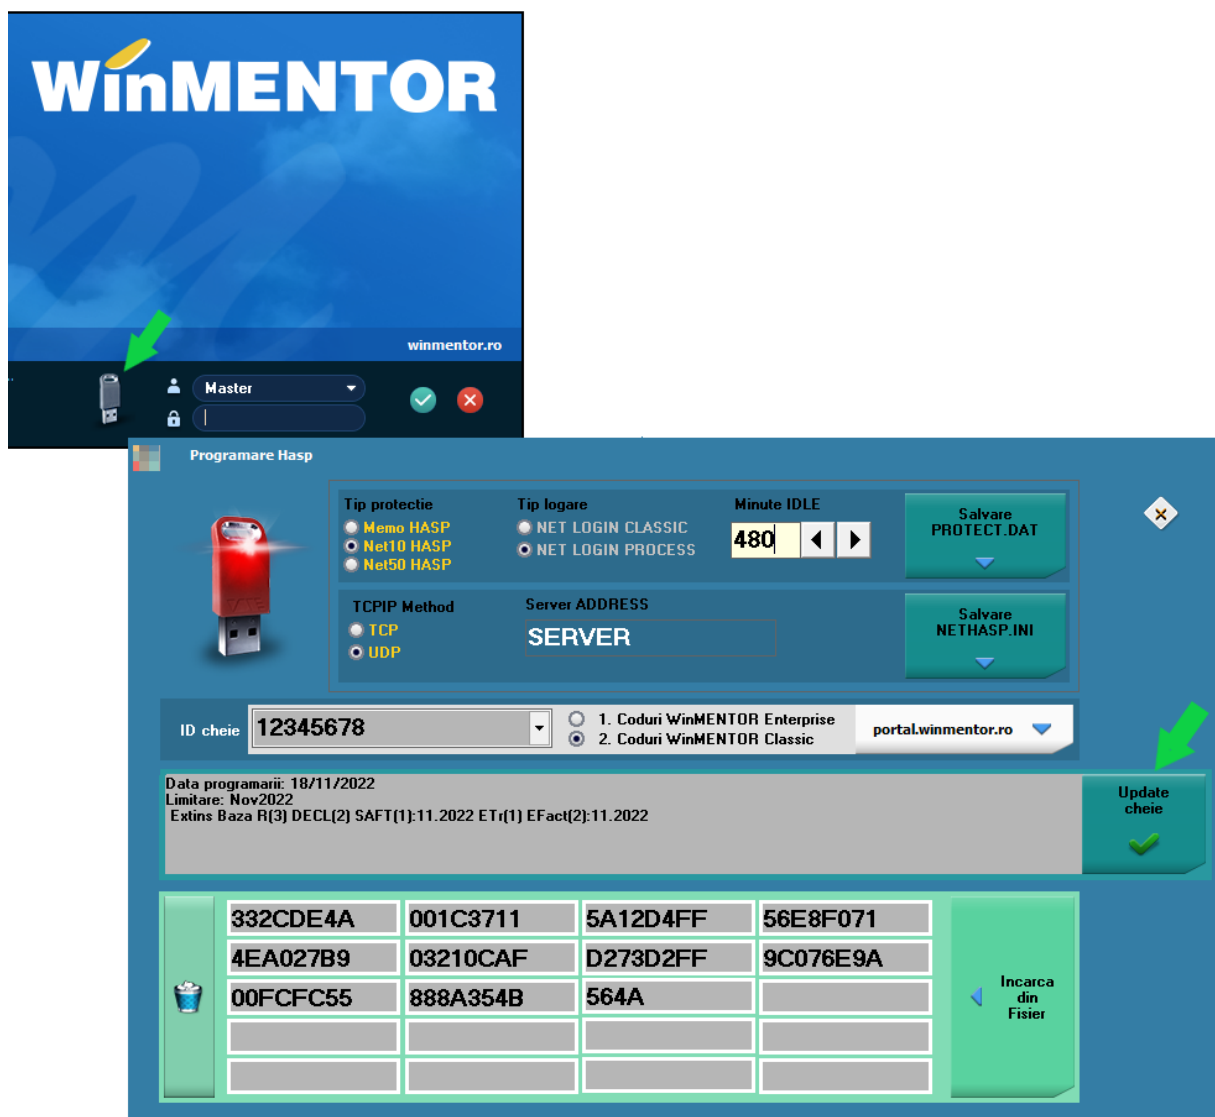 WinMENTOR
winmentor.ro
Master
Programare Hasp
Tip protectie
Memo HASP
Net10 HASP
Net50 HASP
Tip logare
NET LOGIN CLASSIC
NET LOGIN PROCESS
Minute IDLE
480
Salvare
PROTECT.DAT
TCPIP Method
TCP
UDP
Server ADDRESS
SERVER
Salvare
NETHASP.INI
ID cheie
12345678
1. Coduri WinMENTOR Enterprise
2. Coduri WinMENTOR Classic
portal.winmentor.ro
Data programarii: 18/11/2022
Limitare: Nov2022
Extins Baza R(3) DECL(2) SAFT(1):11.2022 ETr(1) EFact(2):11.2022
Update
cheie
332CDE4A 001C3711 5A12D4FF 56E8F071
4EA027B9 03210CAF D273D2FF 9C076E9A
00FCFC55 888A354B 564A
Incarca
din
Fisier